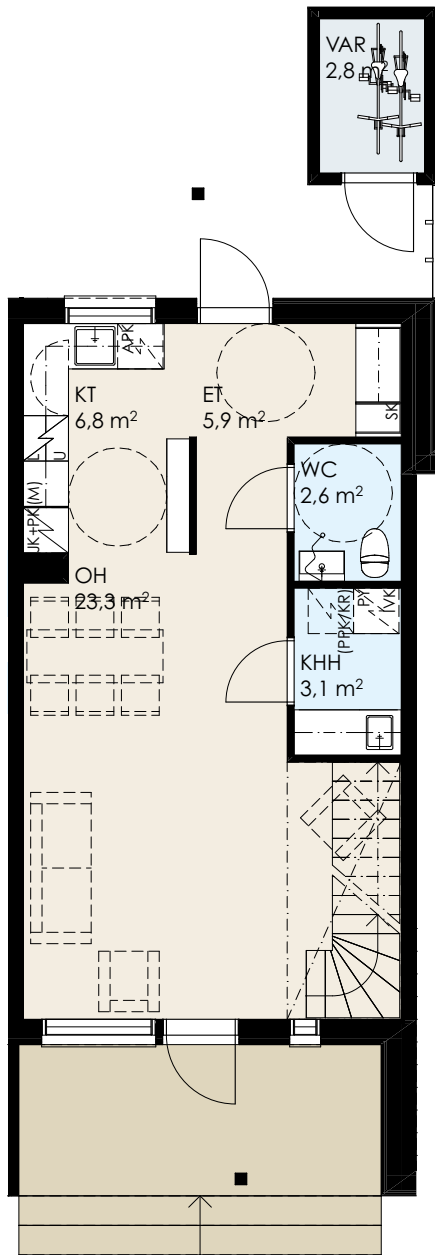 VAR
2,8 m²
APK
KT
6,8 m²
ET
5,9 m²
SK
L
U
JK+PK (M)
WC
2,6 m²
OH
23,3 m²
(PPK/KR)
PY
(VK)
KHH
3,1 m²